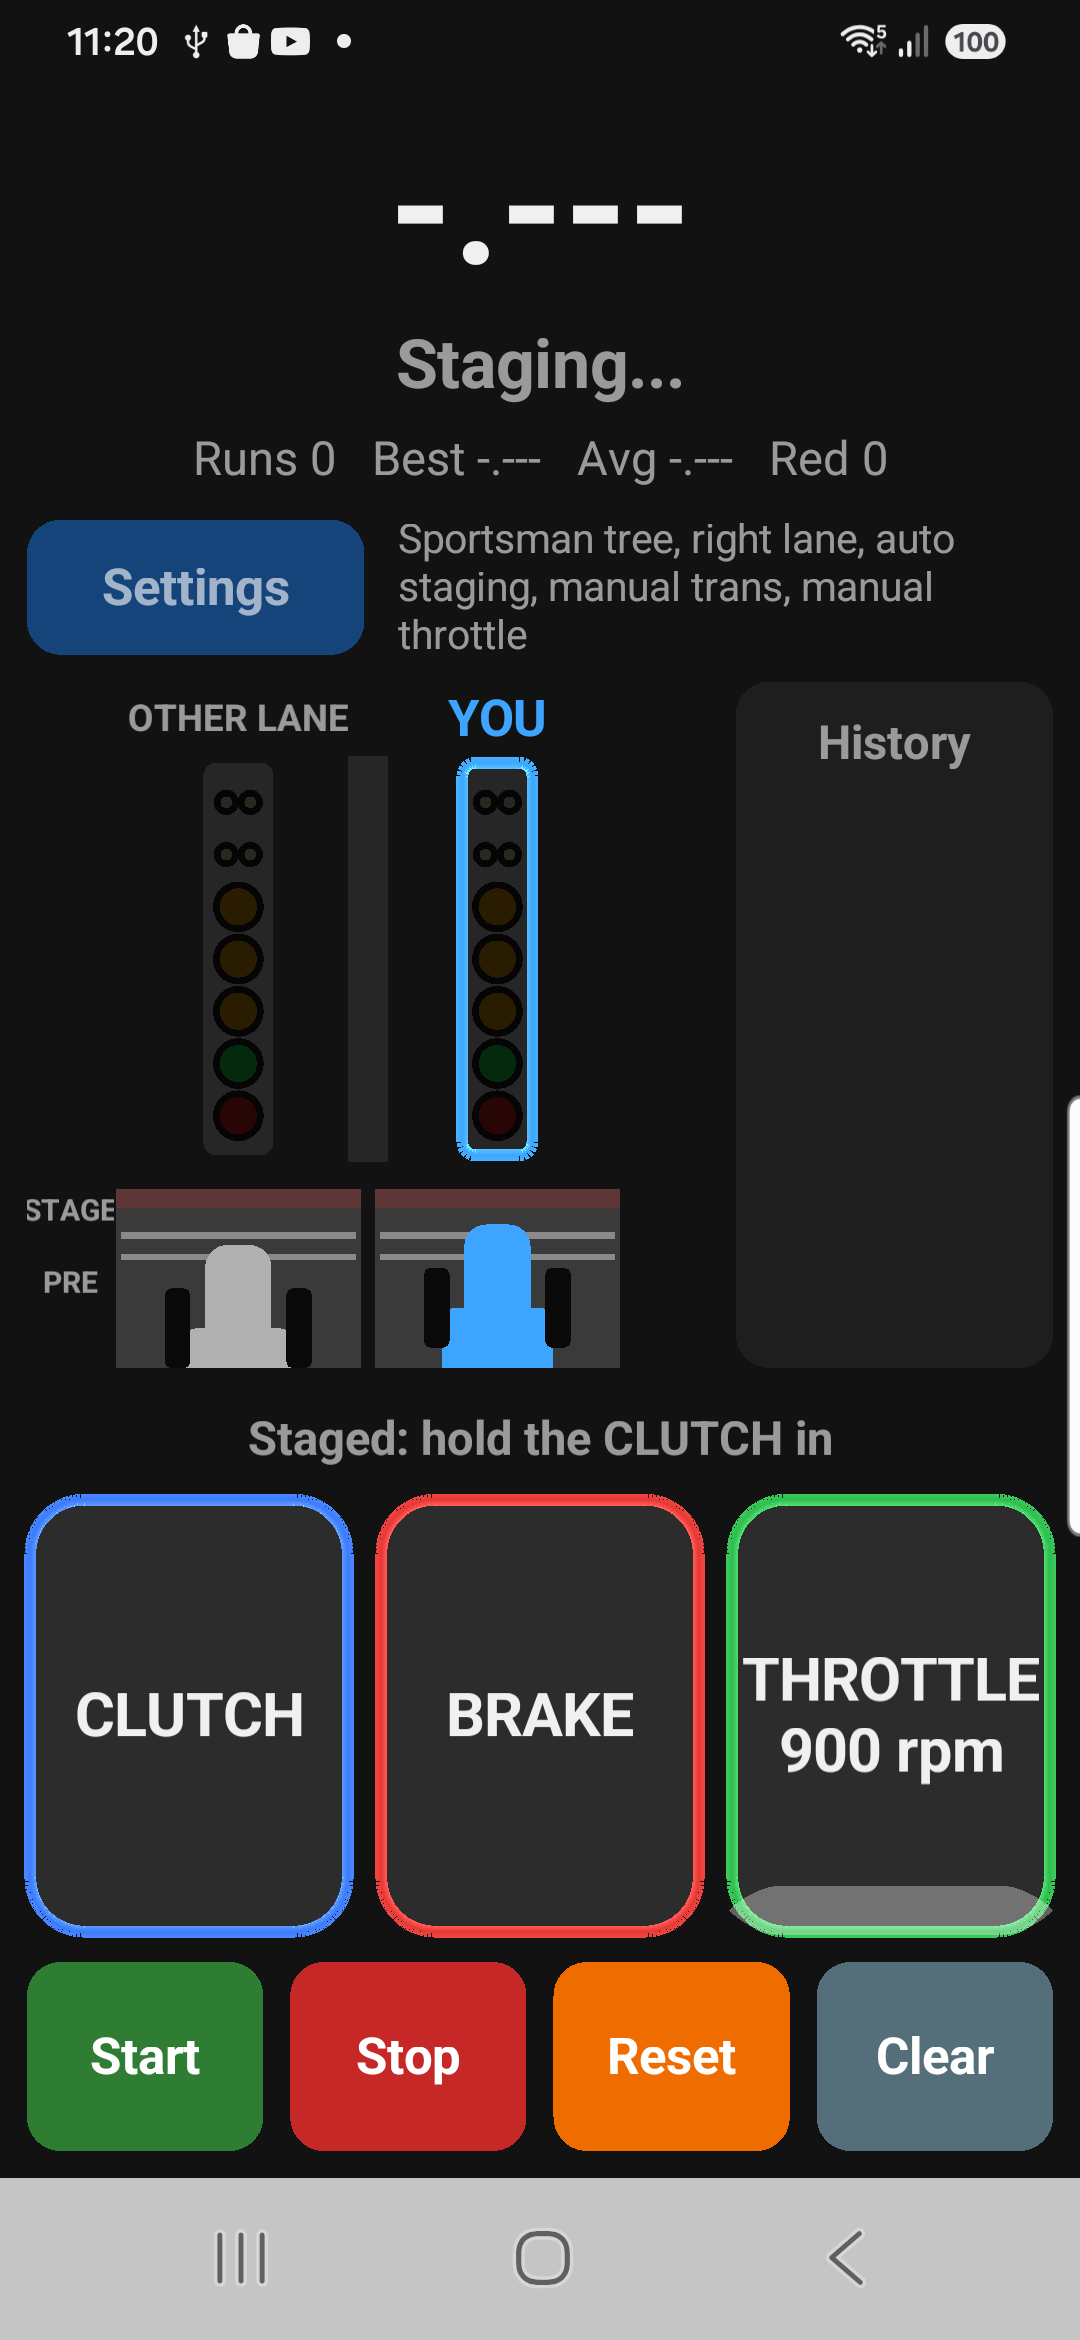 11:20
5
100
-.---
Staging...
Runs 0 Best -.--- Avg -.--- Red 0
Settings
Sportsman tree, right lane, auto
staging, manual trans, manual
throttle
OTHER LANE
YOU
History
STAGE
PRE
Staged: hold the CLUTCH in
CLUTCH
BRAKE
THROTTLE
900 rpm
Start
Stop
Reset
Clear